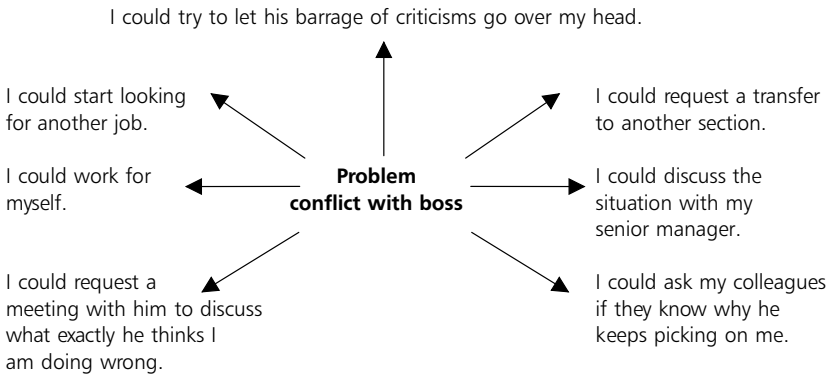 I could try to let his barrage of criticisms go over my head.
I could start looking
for another job.
I could request a transfer
to another section.
I could work for
myself.
Problem
conflict with boss
I could discuss the
situation with my
senior manager.
I could request a
meeting with him to discuss
what exactly he thinks I
am doing wrong.
I could ask my colleagues
if they know why he
keeps picking on me.